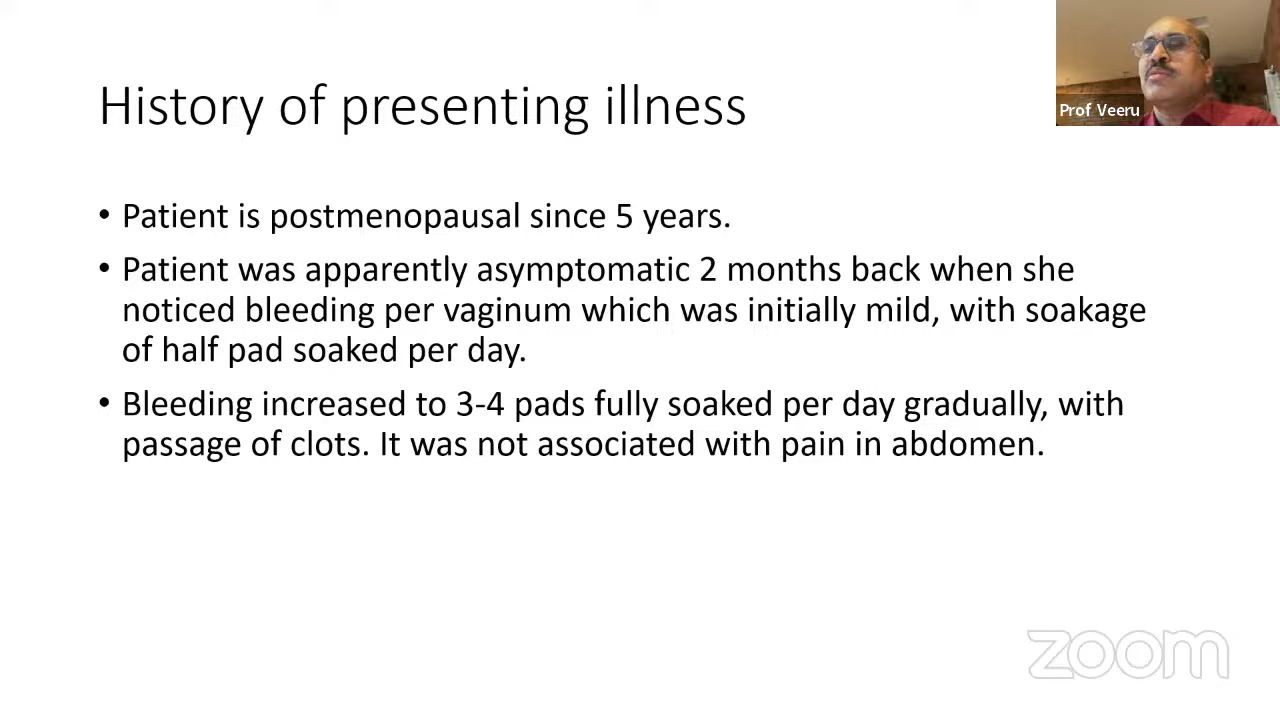 History of presenting illness
Prof Veeru
• Patient is postmenopausal since 5 years.
• Patient was apparently asymptomatic 2 months back when she
noticed bleeding per vaginum which was initially mild, with soakage
of half pad soaked per day.
• Bleeding increased to 3-4 pads fully soaked per day gradually, with
passage of clots. It was not associated with pain in abdomen.
zoom